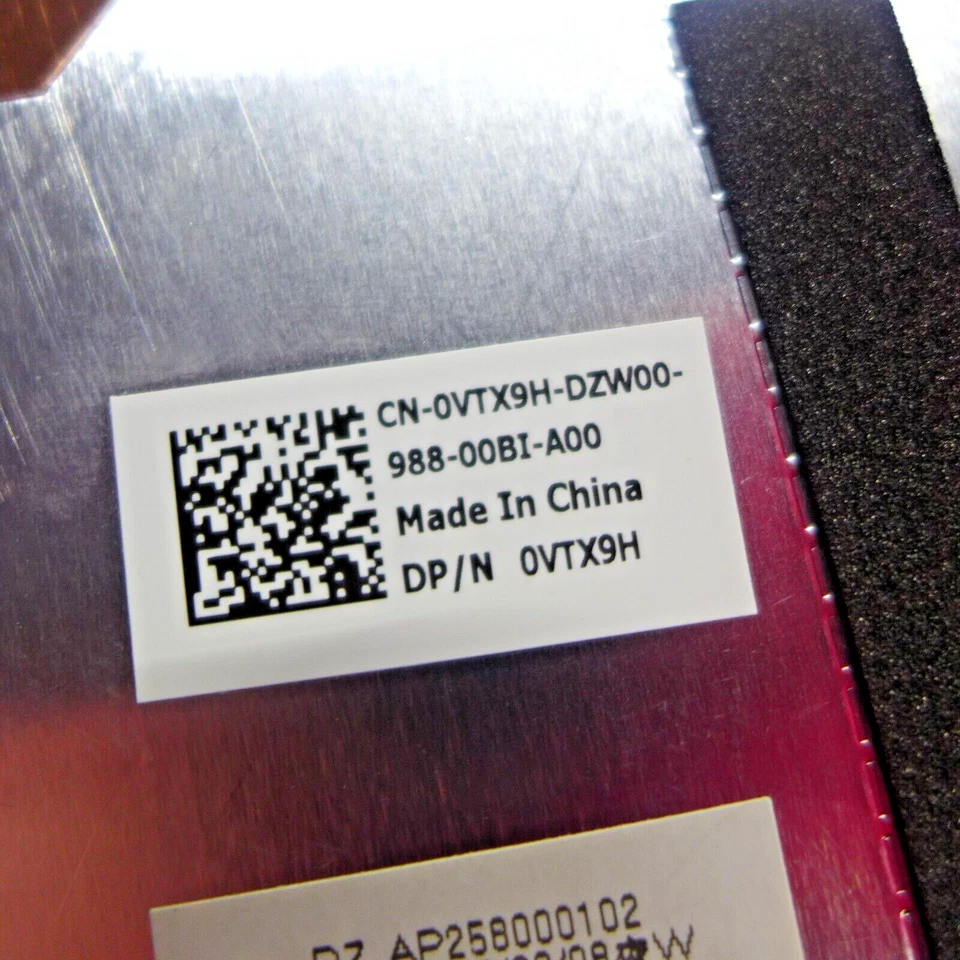 CN-0VTX9H-DZW00-
988-00BI-A00
Made In China
DP/N 0VTX9H
AP258000102